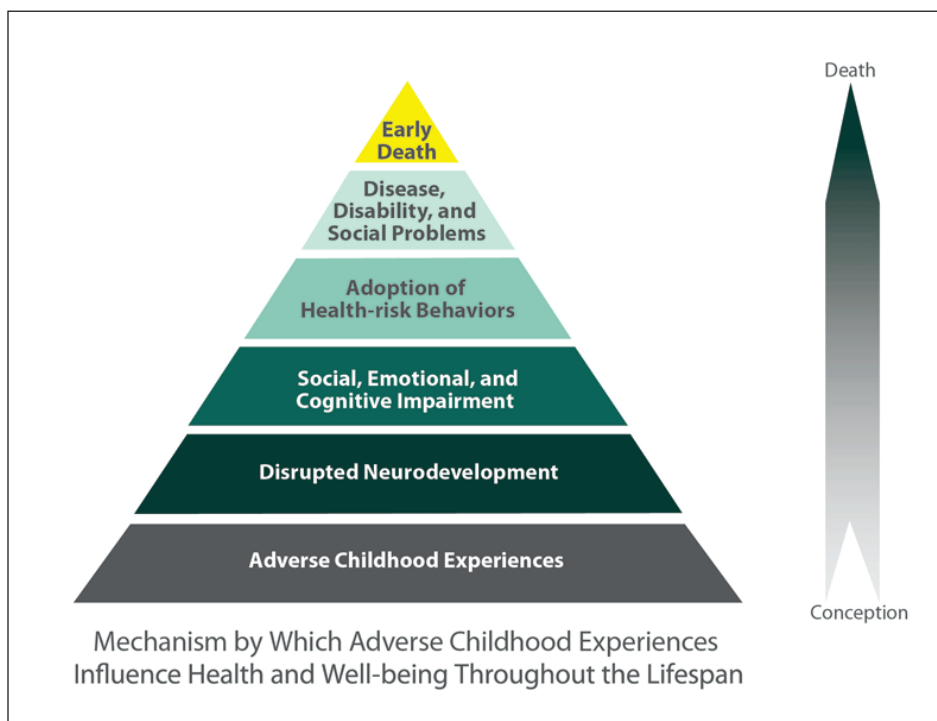 Death
Early
Death
Disease,
Disability, and
Social Problems
Adoption of
Health-risk Behaviors
Social, Emotional, and
Cognitive Impairment
Disrupted Neurodevelopment
Adverse Childhood Experiences
Conception
Mechanism by Which Adverse Childhood Experiences
Influence Health and Well-being Throughout the Lifespan